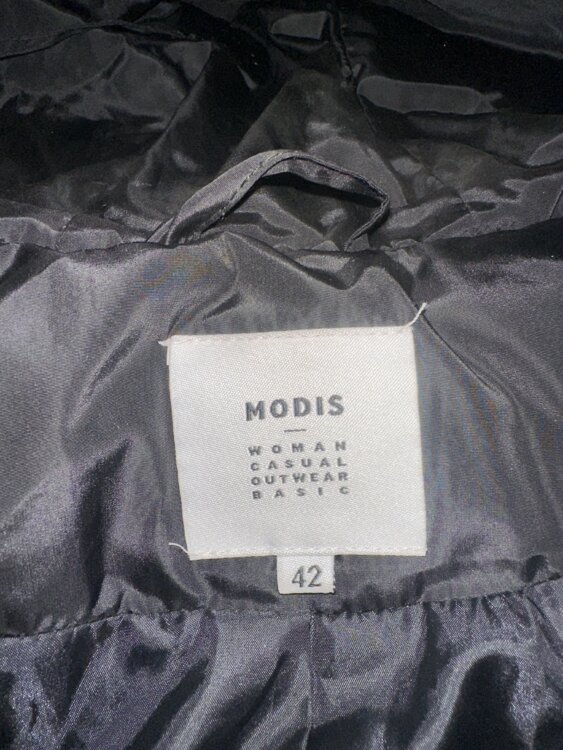 MODIS
WOMAN
CASUAL
OUTWEAR
BASIC
42